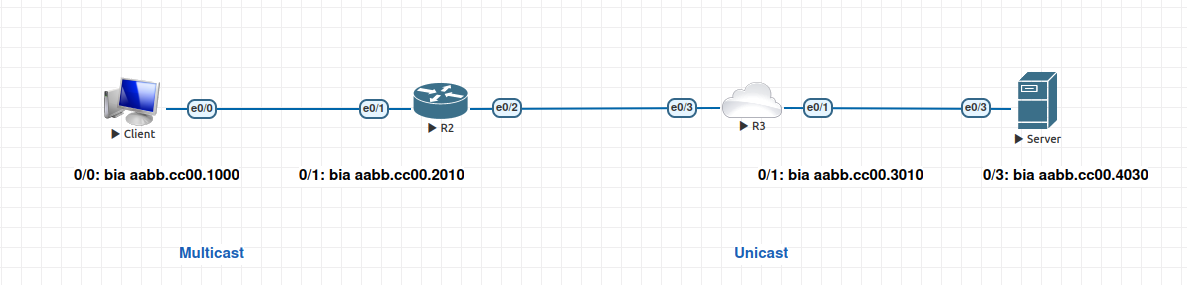 e0/0
e0/1
e0/2
e0/3
e0/1
e0/3
Client
R2
R3
Server
0/0: bia aabb.cc00.1000
0/1: bia aabb.cc00.2010
0/1: bia aabb.cc00.3010
0/3: bia aabb.cc00.4030
Multicast
Unicast